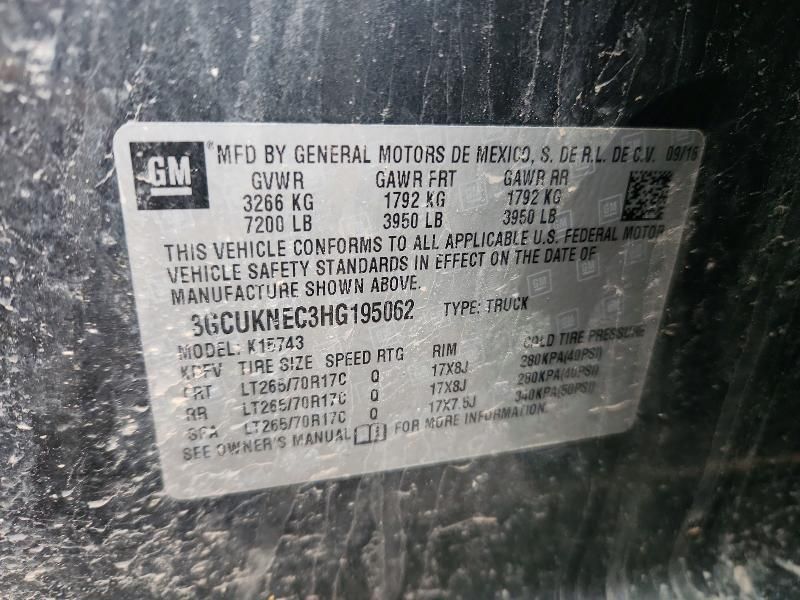 GM
® MFD BY GENERAL MOTORS DE MEXICO, S. DE R.L. DE C.V. 09/16
GVWR GAWR FRT GAWR RR
3266 KG 1792 KG 1792 KG
7200 LB 3950 LB 3950 LB
THIS VEHICLE CONFORMS TO ALL APPLICABLE U.S. FEDERAL MOTOR
VEHICLE SAFETY STANDARDS IN EFFECT ON THE DATE OF
MANUFACTURE SHOWN ABOVE.
3GCUKNEC3HG195062 TYPE: TRUCK
MODEL: K15743
KDFV TIRE SIZE SPEED RTG RIM COLD TIRE PRESSURE
FRT LT265/70R17C Q 17X8J 280KPA(40PSI)
RR LT265/70R17C Q 17X8J 280KPA(40PSI)
SPA LT265/70R17C Q 17X7.5J 340KPA(50PSI)
SEE OWNER'S MANUAL FOR MORE INFORMATION.